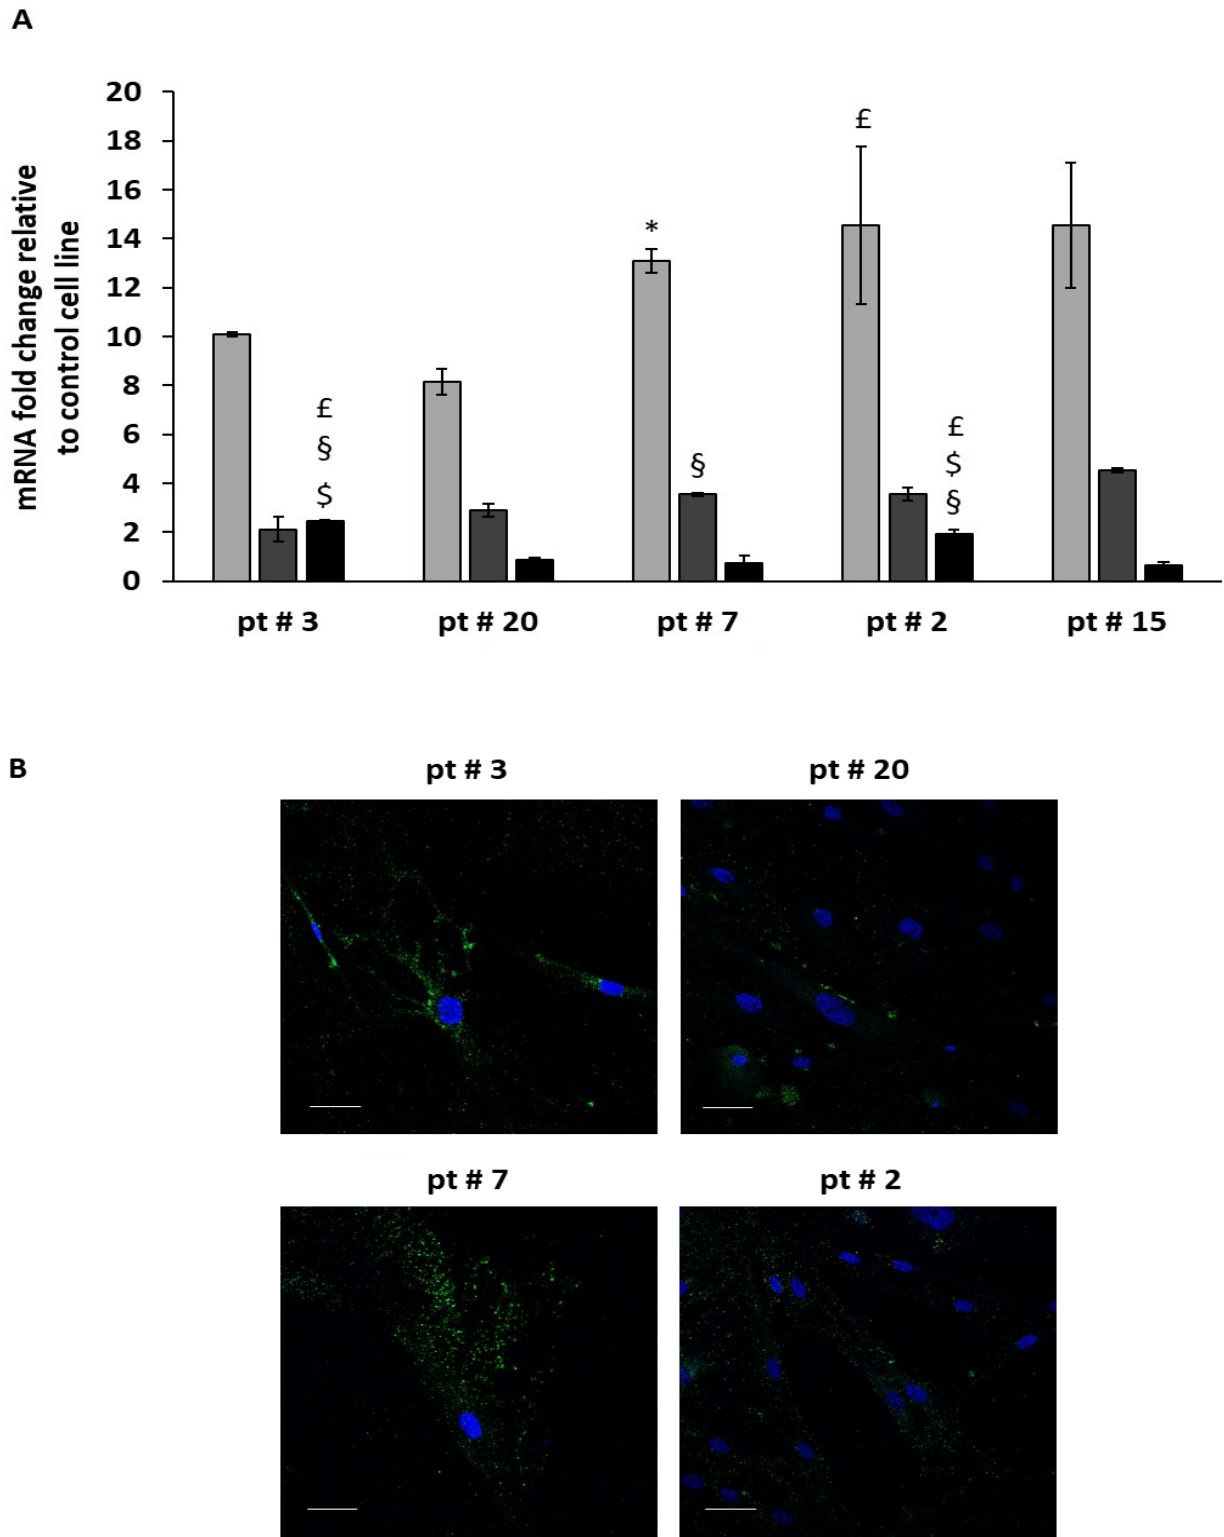 A
mRNA fold change relative
to control cell line
20
18
16
14
12
10
8
6
4
2
0
£
§
$
*
§
£
£
$
§
pt # 3 pt # 20 pt # 7 pt # 2 pt # 15
B
pt # 3 pt # 20
pt # 7 pt # 2